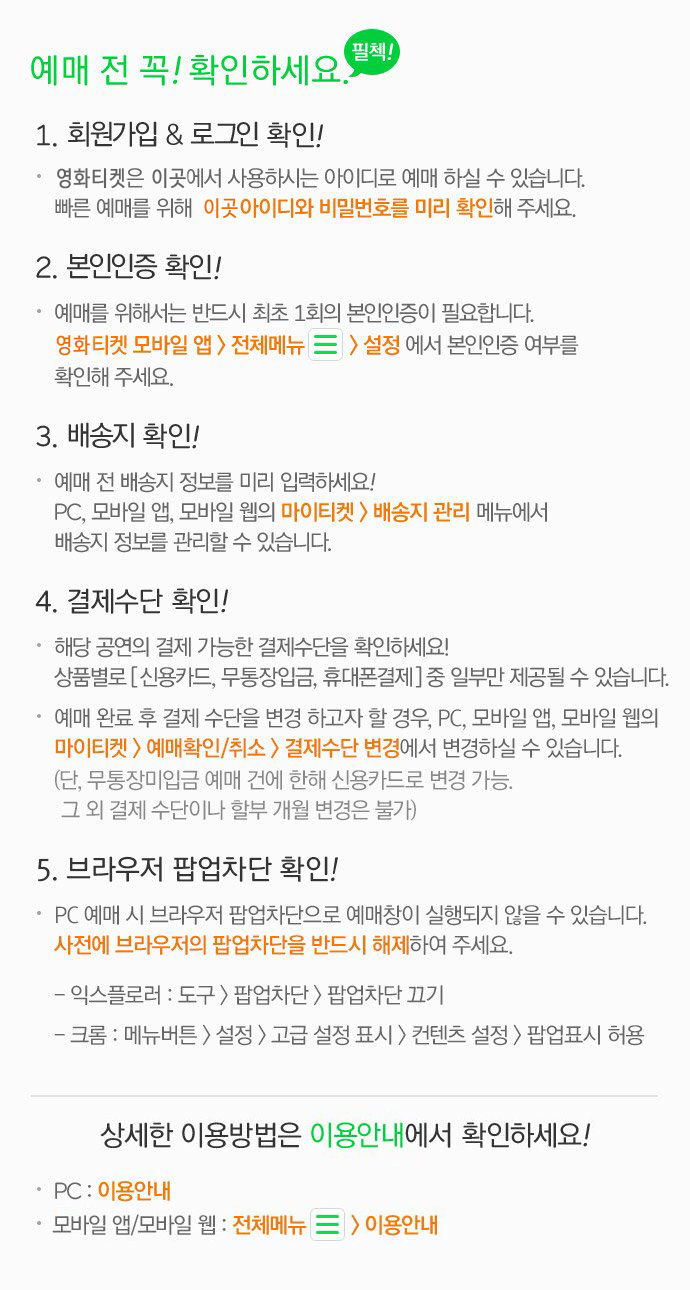 예매 전 꼭! 확인하세요.
필첵!
1. 회원가입 & 로그인 확인!
· 영화티켓은 이곳에서 사용하시는 아이디로 예매 하실 수 있습니다.
빠른 예매를 위해 이곳아이디와 비밀번호를 미리 확인해 주세요.
2. 본인인증 확인!
· 예매를 위해서는 반드시 최초 1회의 본인인증이 필요합니다.
영화티켓 모바일 앱 > 전체메뉴 > 설정 에서 본인인증 여부를
확인해 주세요.
3. 배송지 확인!
· 예매 전 배송지 정보를 미리 입력하세요!
PC, 모바일 앱, 모바일 웹의 마이티켓 > 배송지 관리 메뉴에서
배송지 정보를 관리할 수 있습니다.
4. 결제수단 확인!
· 해당 공연의 결제 가능한 결제수단을 확인하세요!
상품별로 [신용카드, 무통장입금, 휴대폰결제] 중 일부만 제공될 수 있습니다.
· 예매 완료 후 결제 수단을 변경 하고자 할 경우, PC, 모바일 앱, 모바일 웹의
마이티켓 > 예매확인/취소 > 결제수단 변경에서 변경하실 수 있습니다.
(단, 무통장미입금 예매 건에 한해 신용카드로 변경 가능.
그 외 결제 수단이나 할부 개월 변경은 불가)
5. 브라우저 팝업차단 확인!
· PC 예매 시 브라우저 팝업차단으로 예매창이 실행되지 않을 수 있습니다.
사전에 브라우저의 팝업차단을 반드시 해제하여 주세요.
– 익스플로러 : 도구 > 팝업차단 > 팝업차단 끄기
– 크롬 : 메뉴버튼 > 설정 > 고급 설정 표시 > 컨텐츠 설정 > 팝업표시 허용
상세한 이용방법은 이용안내에서 확인하세요!
· PC : 이용안내
· 모바일 앱/모바일 웹 : 전체메뉴 > 이용안내